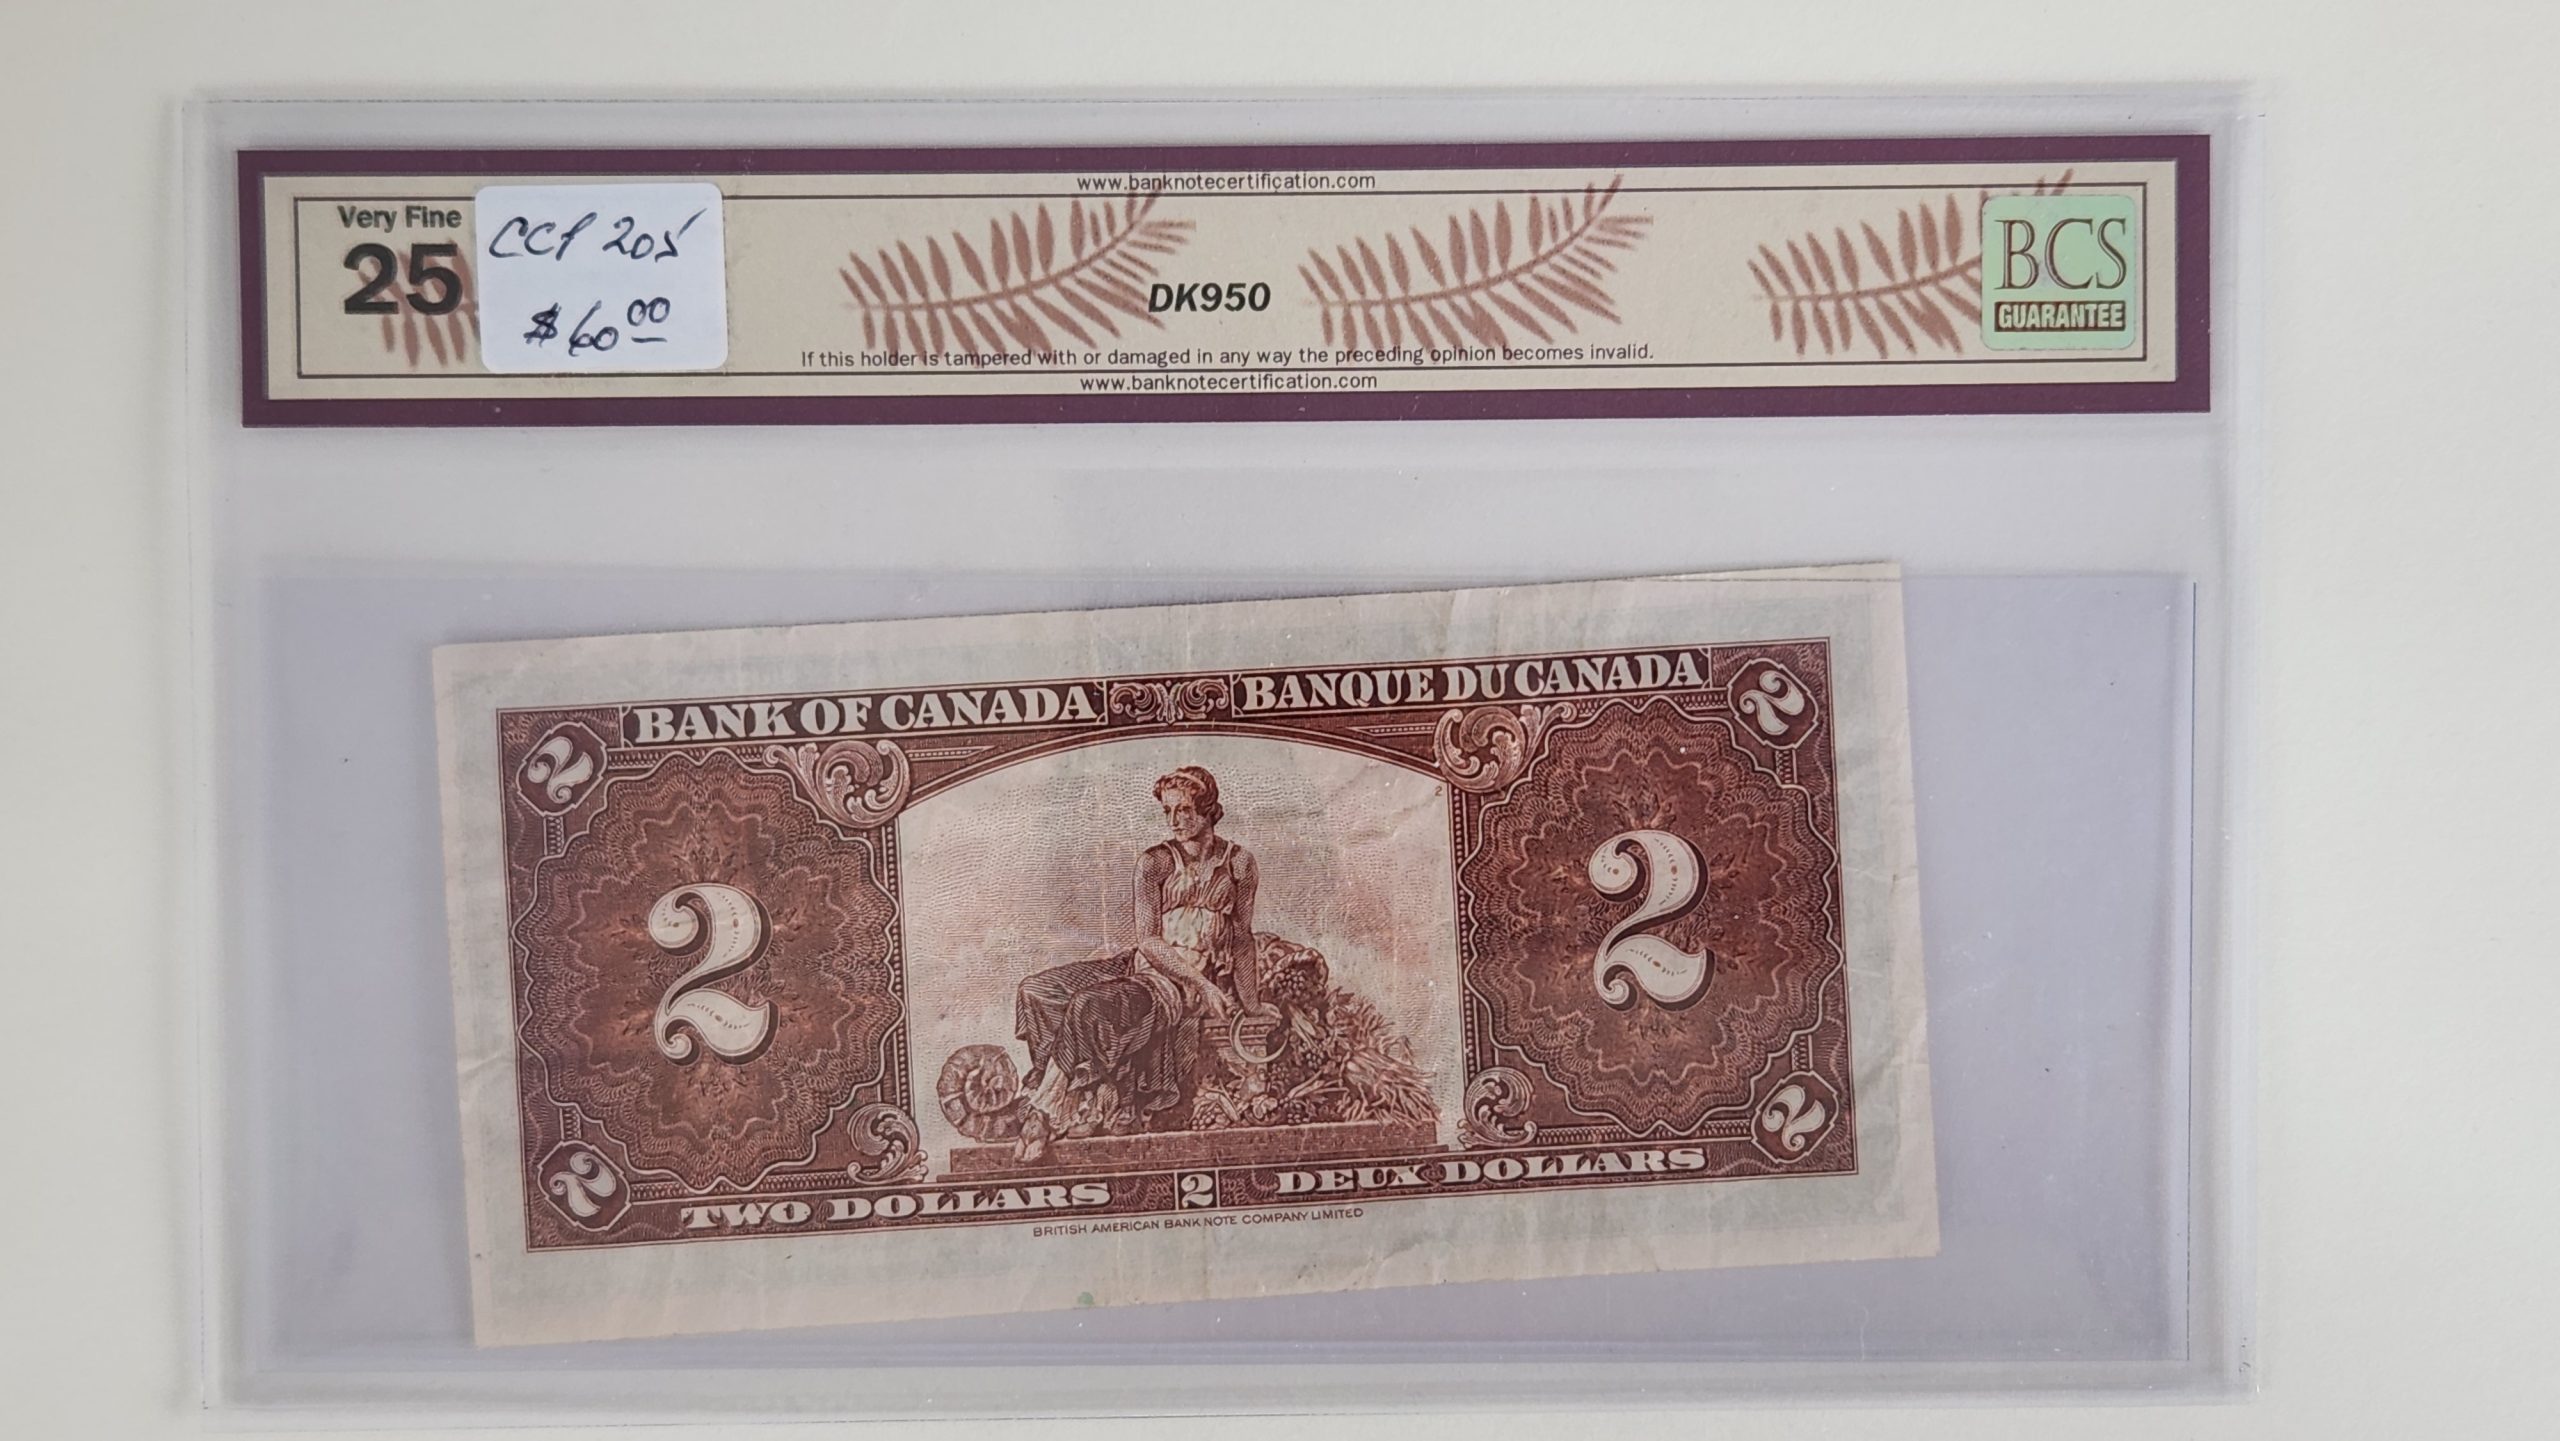 www.banknotecertification.com
Very Fine
25
CCP 205
$60.00
DK950
BCS
GUARANTEE
If this holder is tampered with or damaged in any way the preceding opinion becomes invalid.
www.banknotecertification.com
BANK OF CANADA BANQUE DU CANADA
2 2
2
2 2
2 2
TWO DOLLARS 2 DEUX DOLLARS
BRITISH AMERICAN BANK NOTE COMPANY LIMITED